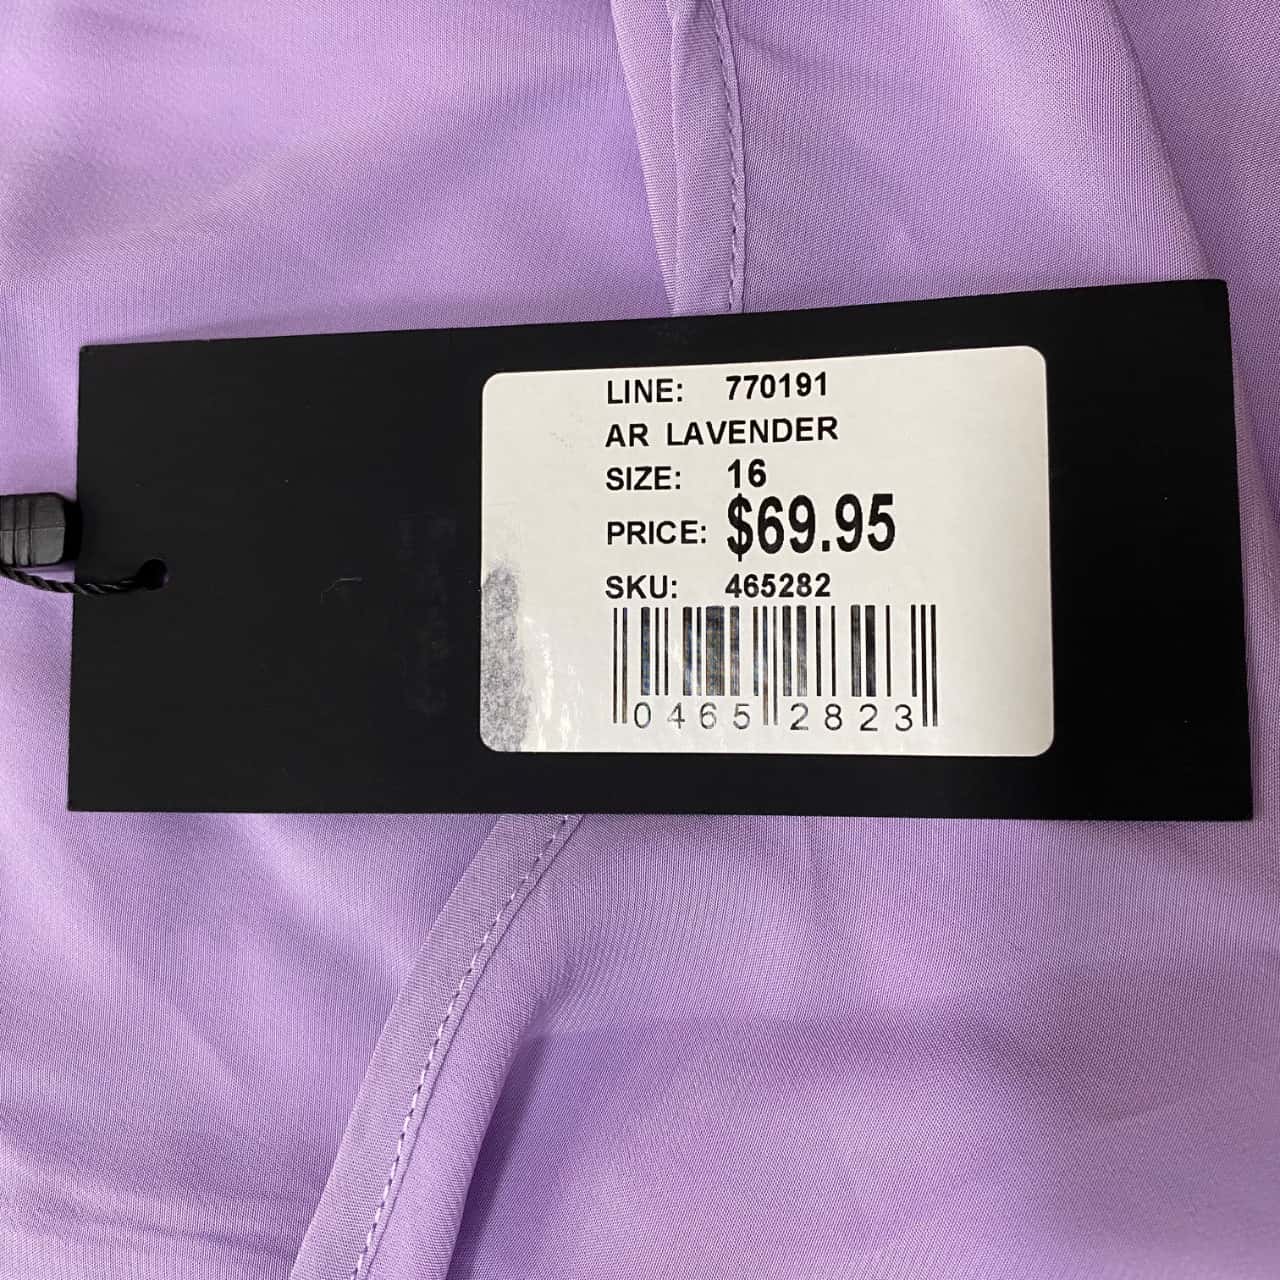 LINE: 770191
AR LAVENDER
SIZE: 16
PRICE: $69.95
SKU: 465282
0465 2823